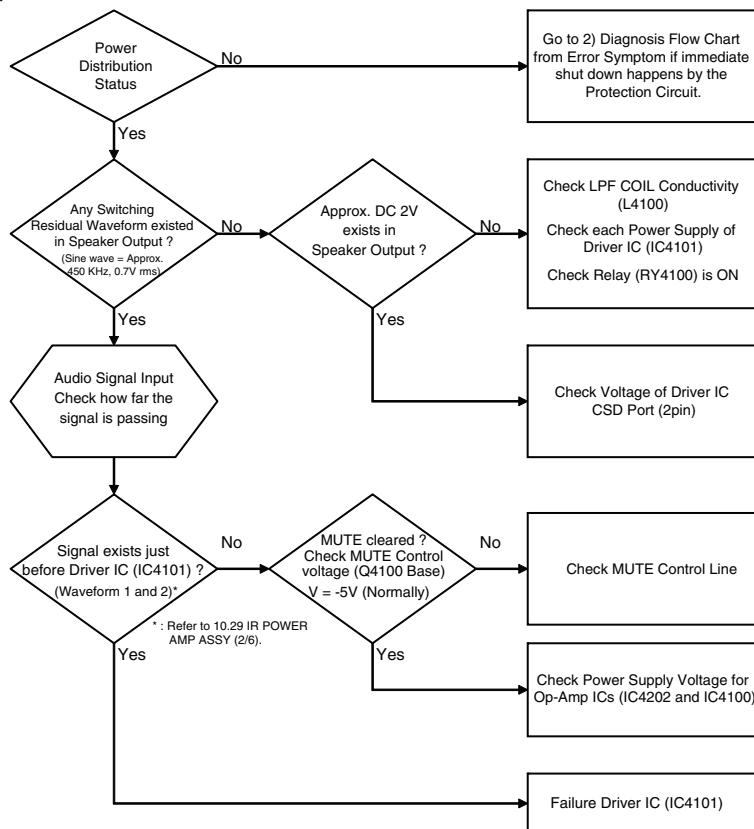 Power
Distribution
Status
No
Go to 2) Diagnosis Flow Chart
from Error Symptom if immediate
shut down happens by the
Protection Circuit.
Yes
Any Switching
Residual Waveform existed
in Speaker Output ?
(Sine wave = Approx.
450 KHz, 0.7V rms)
No
Approx. DC 2V
exists in
Speaker Output ?
No
Check LPF COIL Conductivity
(L4100)
Check each Power Supply of
Driver IC (IC4101)
Check Relay (RY4100) is ON
Yes
Yes
Audio Signal Input
Check how far the
signal is passing
Check Voltage of Driver IC
CSD Port (2pin)
Signal exists just
before Driver IC (IC4101) ?
(Waveform 1 and 2)*
No
MUTE cleared ?
Check MUTE Control
voltage (Q4100 Base)
V = -5V (Normally)
No
Check MUTE Control Line
* : Refer to 10.29 IR POWER
AMP ASSY (2/6).
Yes
Yes
Check Power Supply Voltage for
Op-Amp ICs (IC4202 and IC4100)
Failure Driver IC (IC4101)